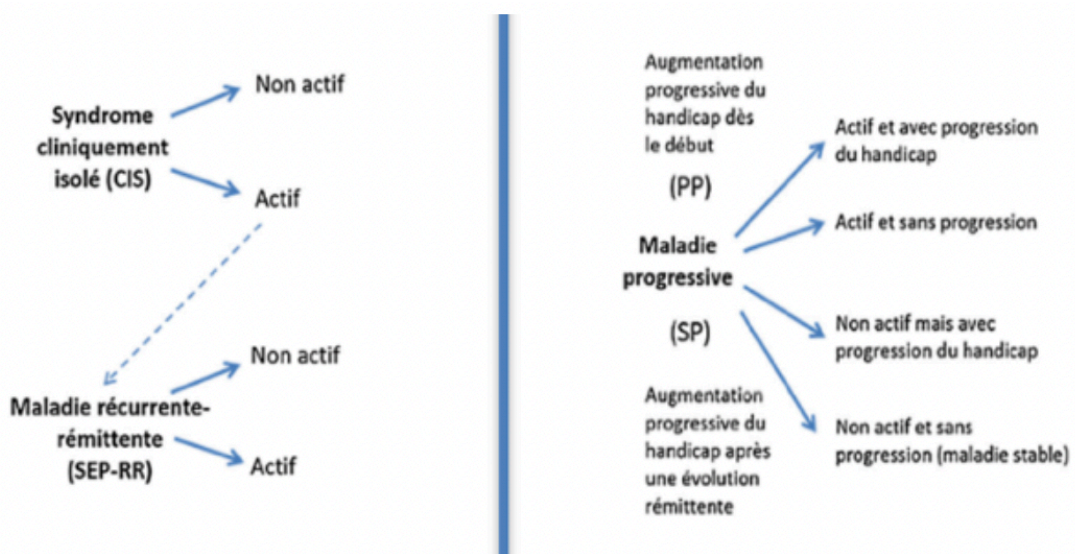 Syndrome
cliniquement
isolé (CIS)
Non actif
Actif
Maladie récurrente-
rémittente
(SEP-RR)
Non actif
Actif
Augmentation
progressive du
handicap dès
le début
(PP)
Maladie
progressive
(SP)
Augmentation
progressive du
handicap après
une évolution
rémittente
Actif et avec progression
du handicap
Actif et sans progression
Non actif mais avec
progression du handicap
Non actif et sans
progression (maladie stable)